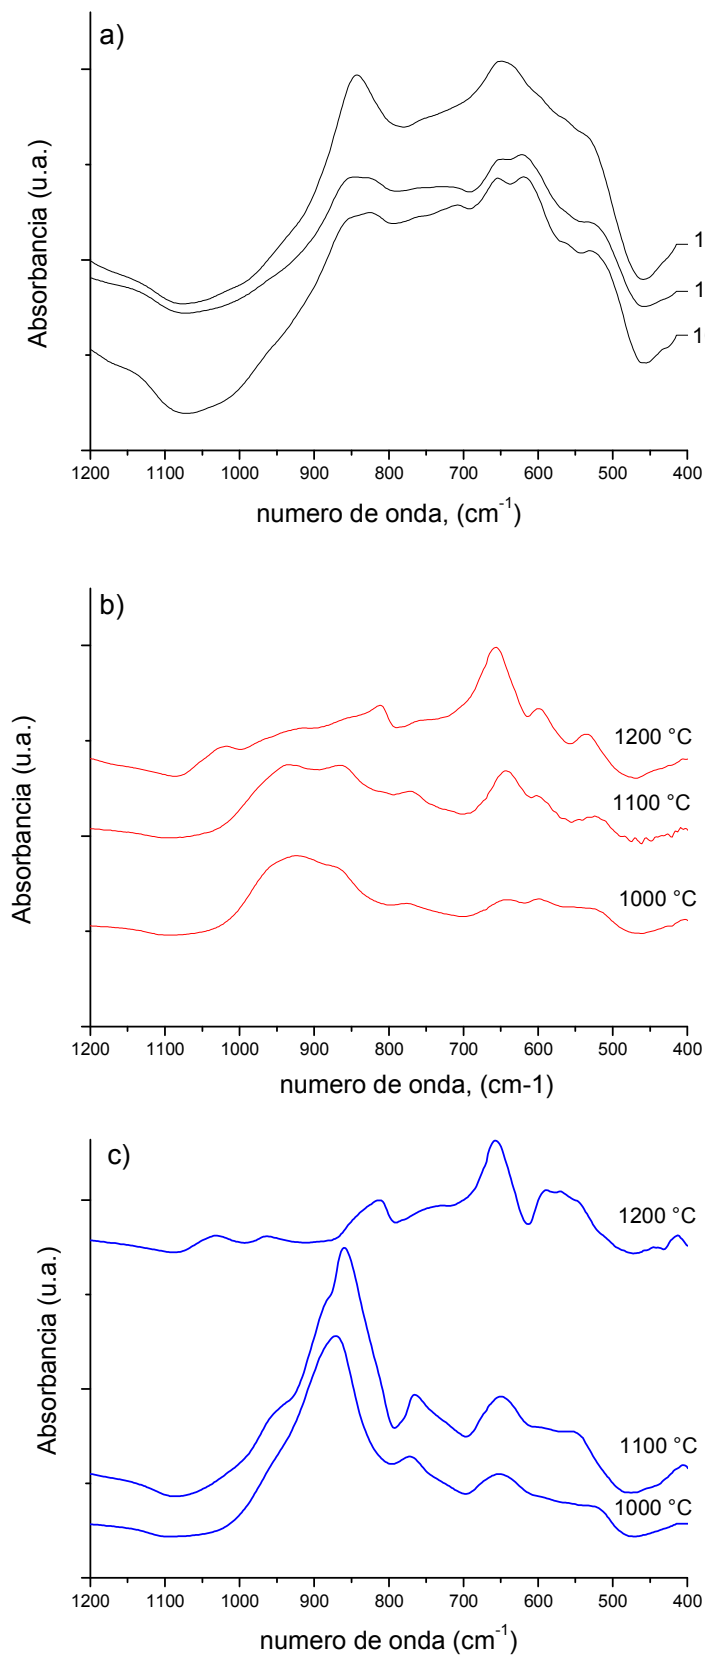 a)
Absorbancia (u.a.)
1
1
1
1200 1100 1000 900 800 700 600 500 400
numero de onda, (cm⁻¹)
b)
Absorbancia (u.a.)
1200 °C
1100 °C
1000 °C
1200 1100 1000 900 800 700 600 500 400
numero de onda, (cm-1)
c)
Absorbancia (u.a.)
1200 °C
1100 °C
1000 °C
1200 1100 1000 900 800 700 600 500 400
numero de onda (cm⁻¹)